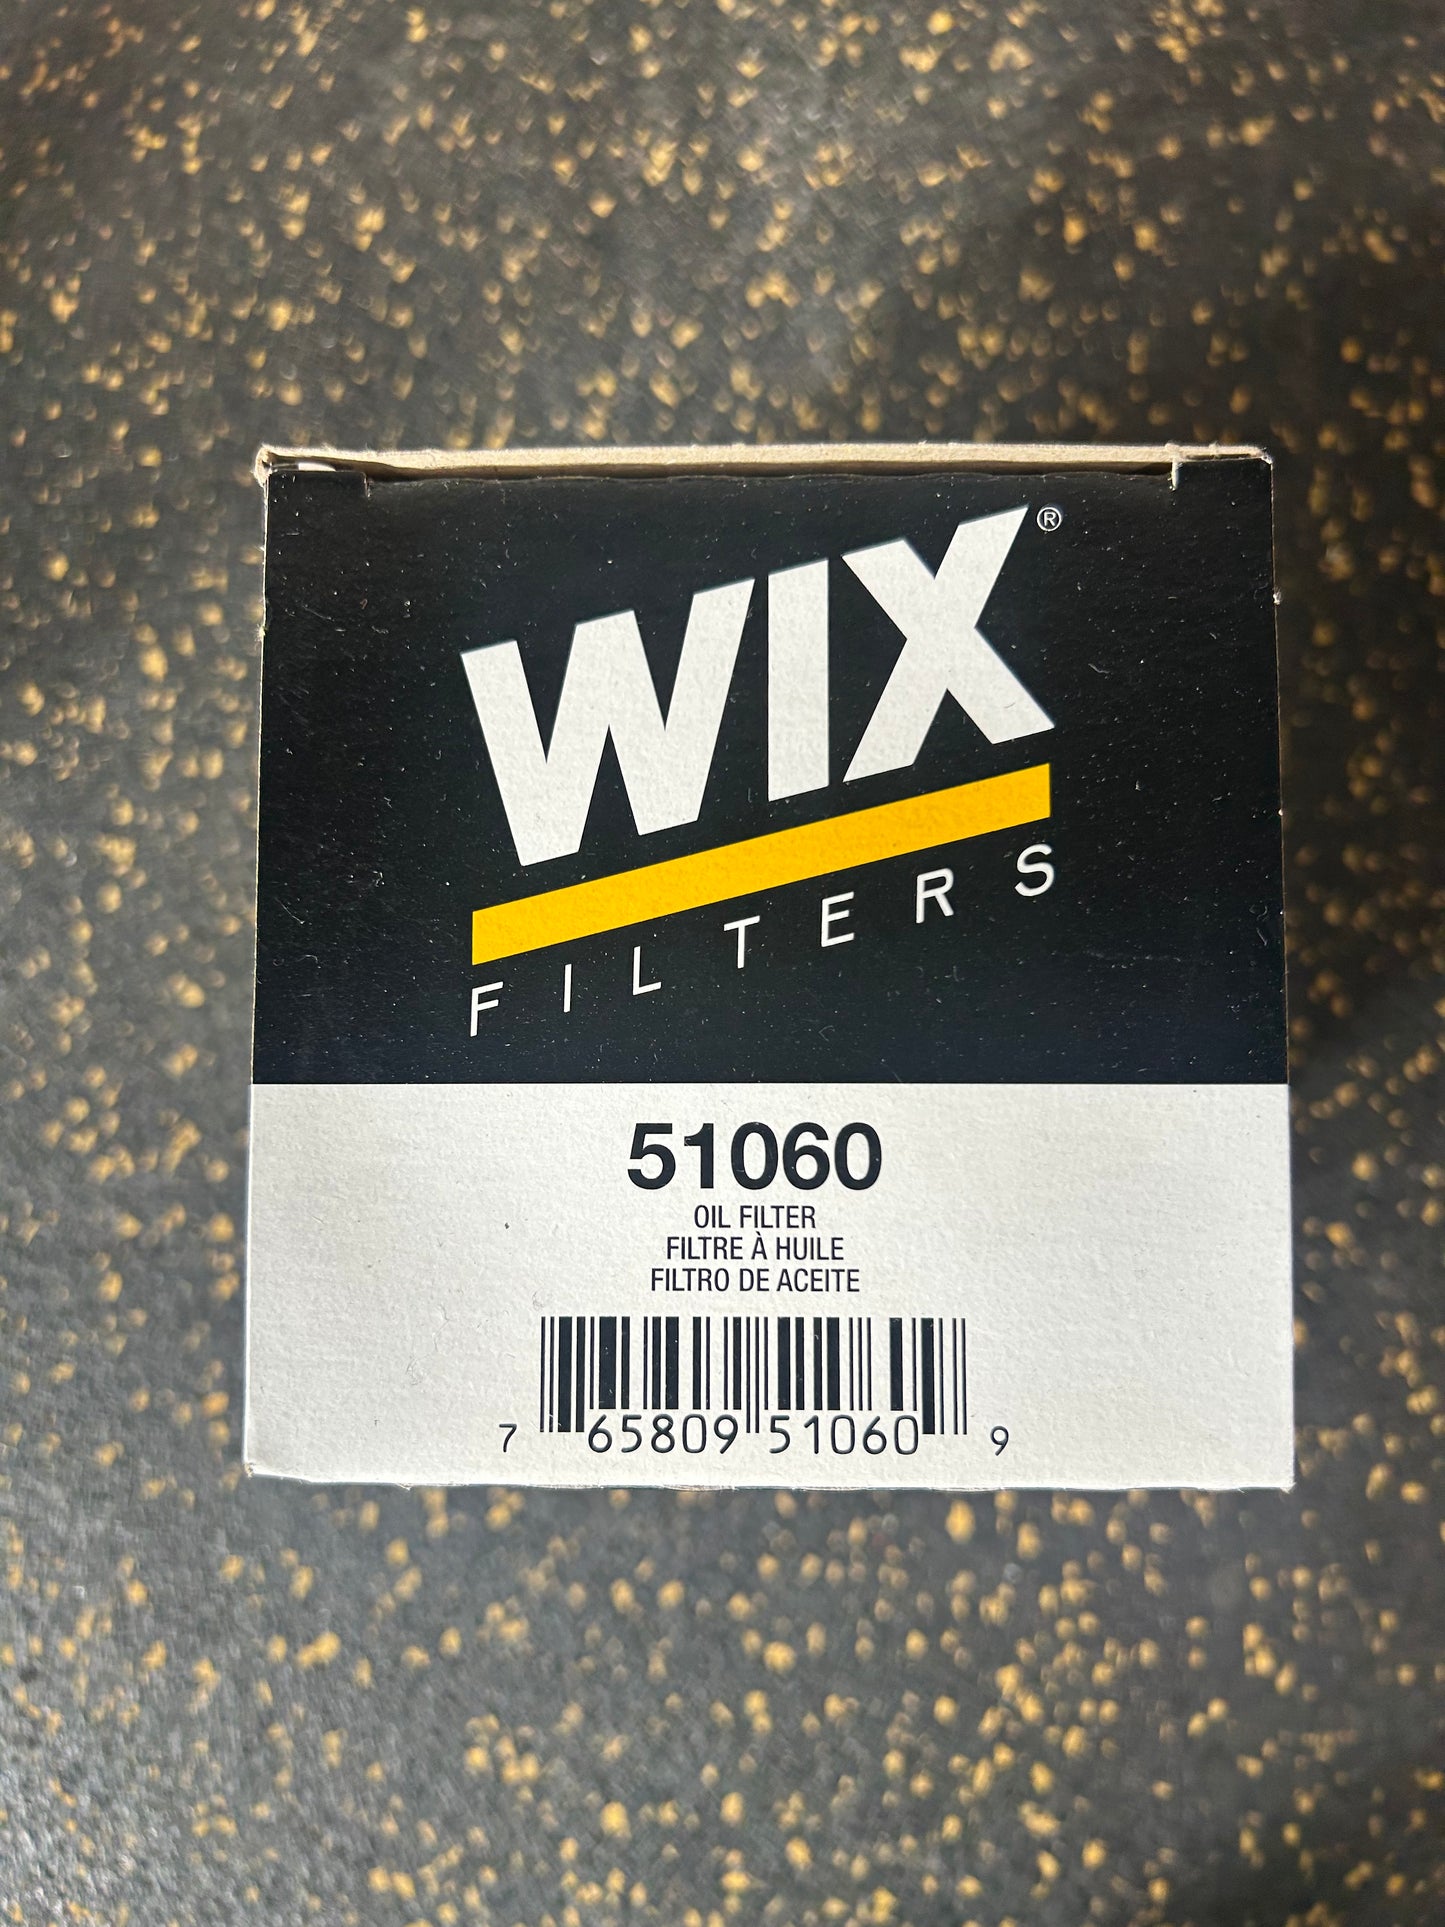 WIX®
FILTERS
51060
OIL FILTER
FILTRE À HUILE
FILTRO DE ACEITE
7 65809 51060 9